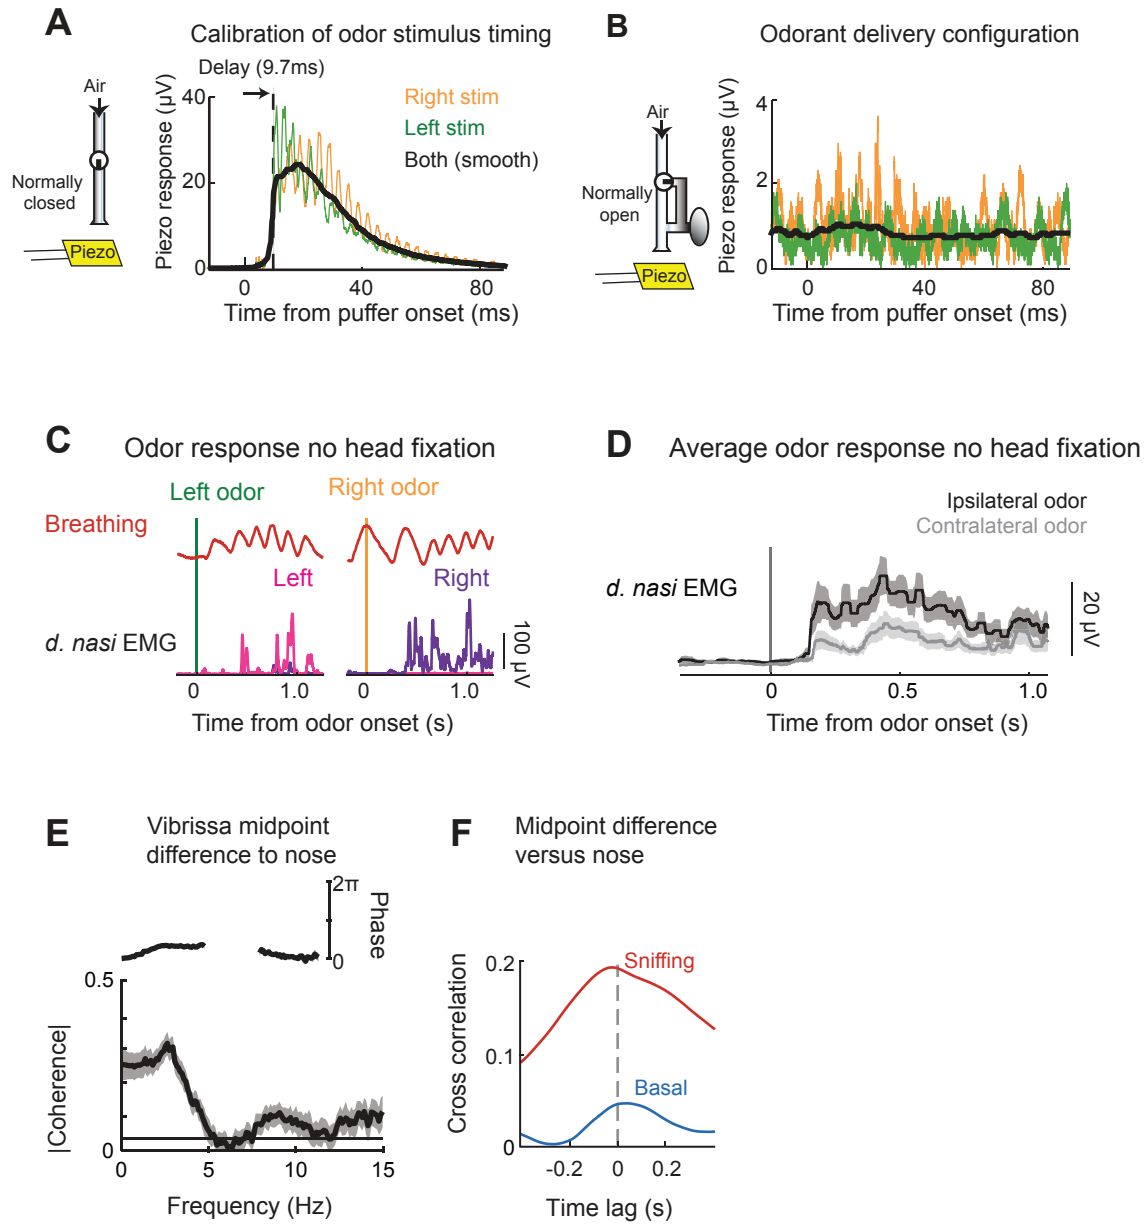 A
Calibration of odor stimulus timing
Delay (9.7ms)
Air
Normally
closed
Piezo
Piezo response (µV)
40
20
0
Right stim
Left stim
Both (smooth)
0
40
80
Time from puffer onset (ms)
B
Odorant delivery configuration
Air
Normally
open
Piezo
Piezo response (µV)
4
2
0
0
40
80
Time from puffer onset (ms)
C
Odor response no head fixation
Left odor
Right odor
Breathing
Left
Right
d. nasi EMG
100 µV
0
1.0
0
1.0
Time from odor onset (s)
D
Average odor response no head fixation
Ipsilateral odor
Contralateral odor
d. nasi EMG
20 µV
0
0.5
1.0
Time from odor onset (s)
E
Vibrissa midpoint
difference to nose
2π
0
Phase
0.5
0
|Coherence|
0
5
10
15
Frequency (Hz)
F
Midpoint difference
versus nose
0.2
0.1
0
Cross correlation
Sniffing
Basal
-0.2
0
0.2
Time lag (s)